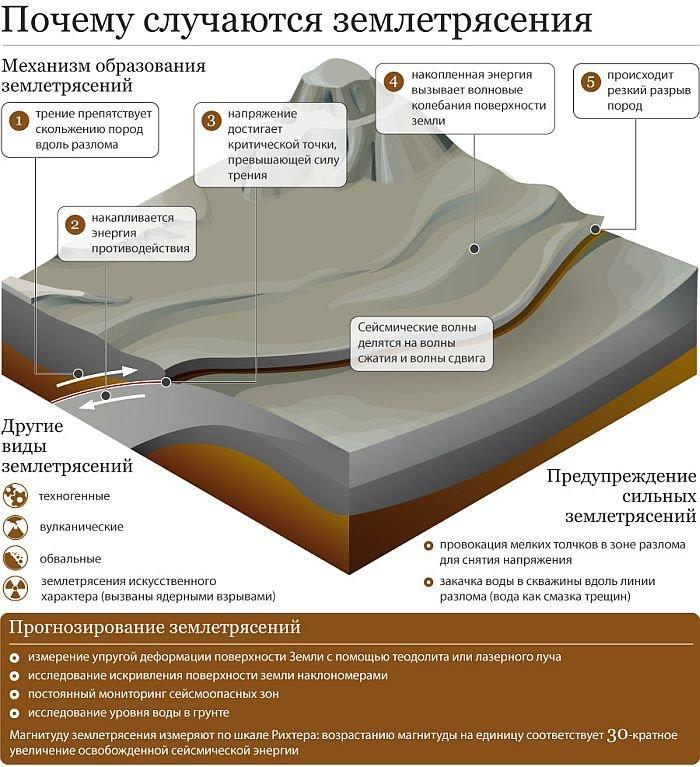 Почему случаются землетрясения
Механизм образования
землетрясений
1 трение препятствует
скольжению пород
вдоль разлома
2 накапливается
энергия
противодействия
3 напряжение
достигает
критической точки,
превышающей силу
трения
4 накопленная энергия
вызывает волновые
колебания поверхности
земли
5 происходит
резкий разрыв
пород
Сейсмические волны
делятся на волны
сжатия и волны сдвига
Другие
виды
землетрясений
техногенные
вулканические
обвальные
землетрясения искусственного
характера (вызваны ядерными взрывами)
Предупреждение
сильных
землетрясений
провокация мелких толчков в зоне разлома
для снятия напряжения
закачка воды в скважины вдоль линии
разлома (вода как смазка трещин)
Прогнозирование землетрясений
измерение упругой деформации поверхности Земли с помощью теодолита или лазерного луча
исследование искривления поверхности земли наклономерами
постоянный мониторинг сейсмоопасных зон
исследование уровня воды в грунте
Магнитуду землетрясения измеряют по шкале Рихтера: возрастанию магнитуды на единицу соответствует 30-кратное
увеличение освобожденной сейсмической энергии